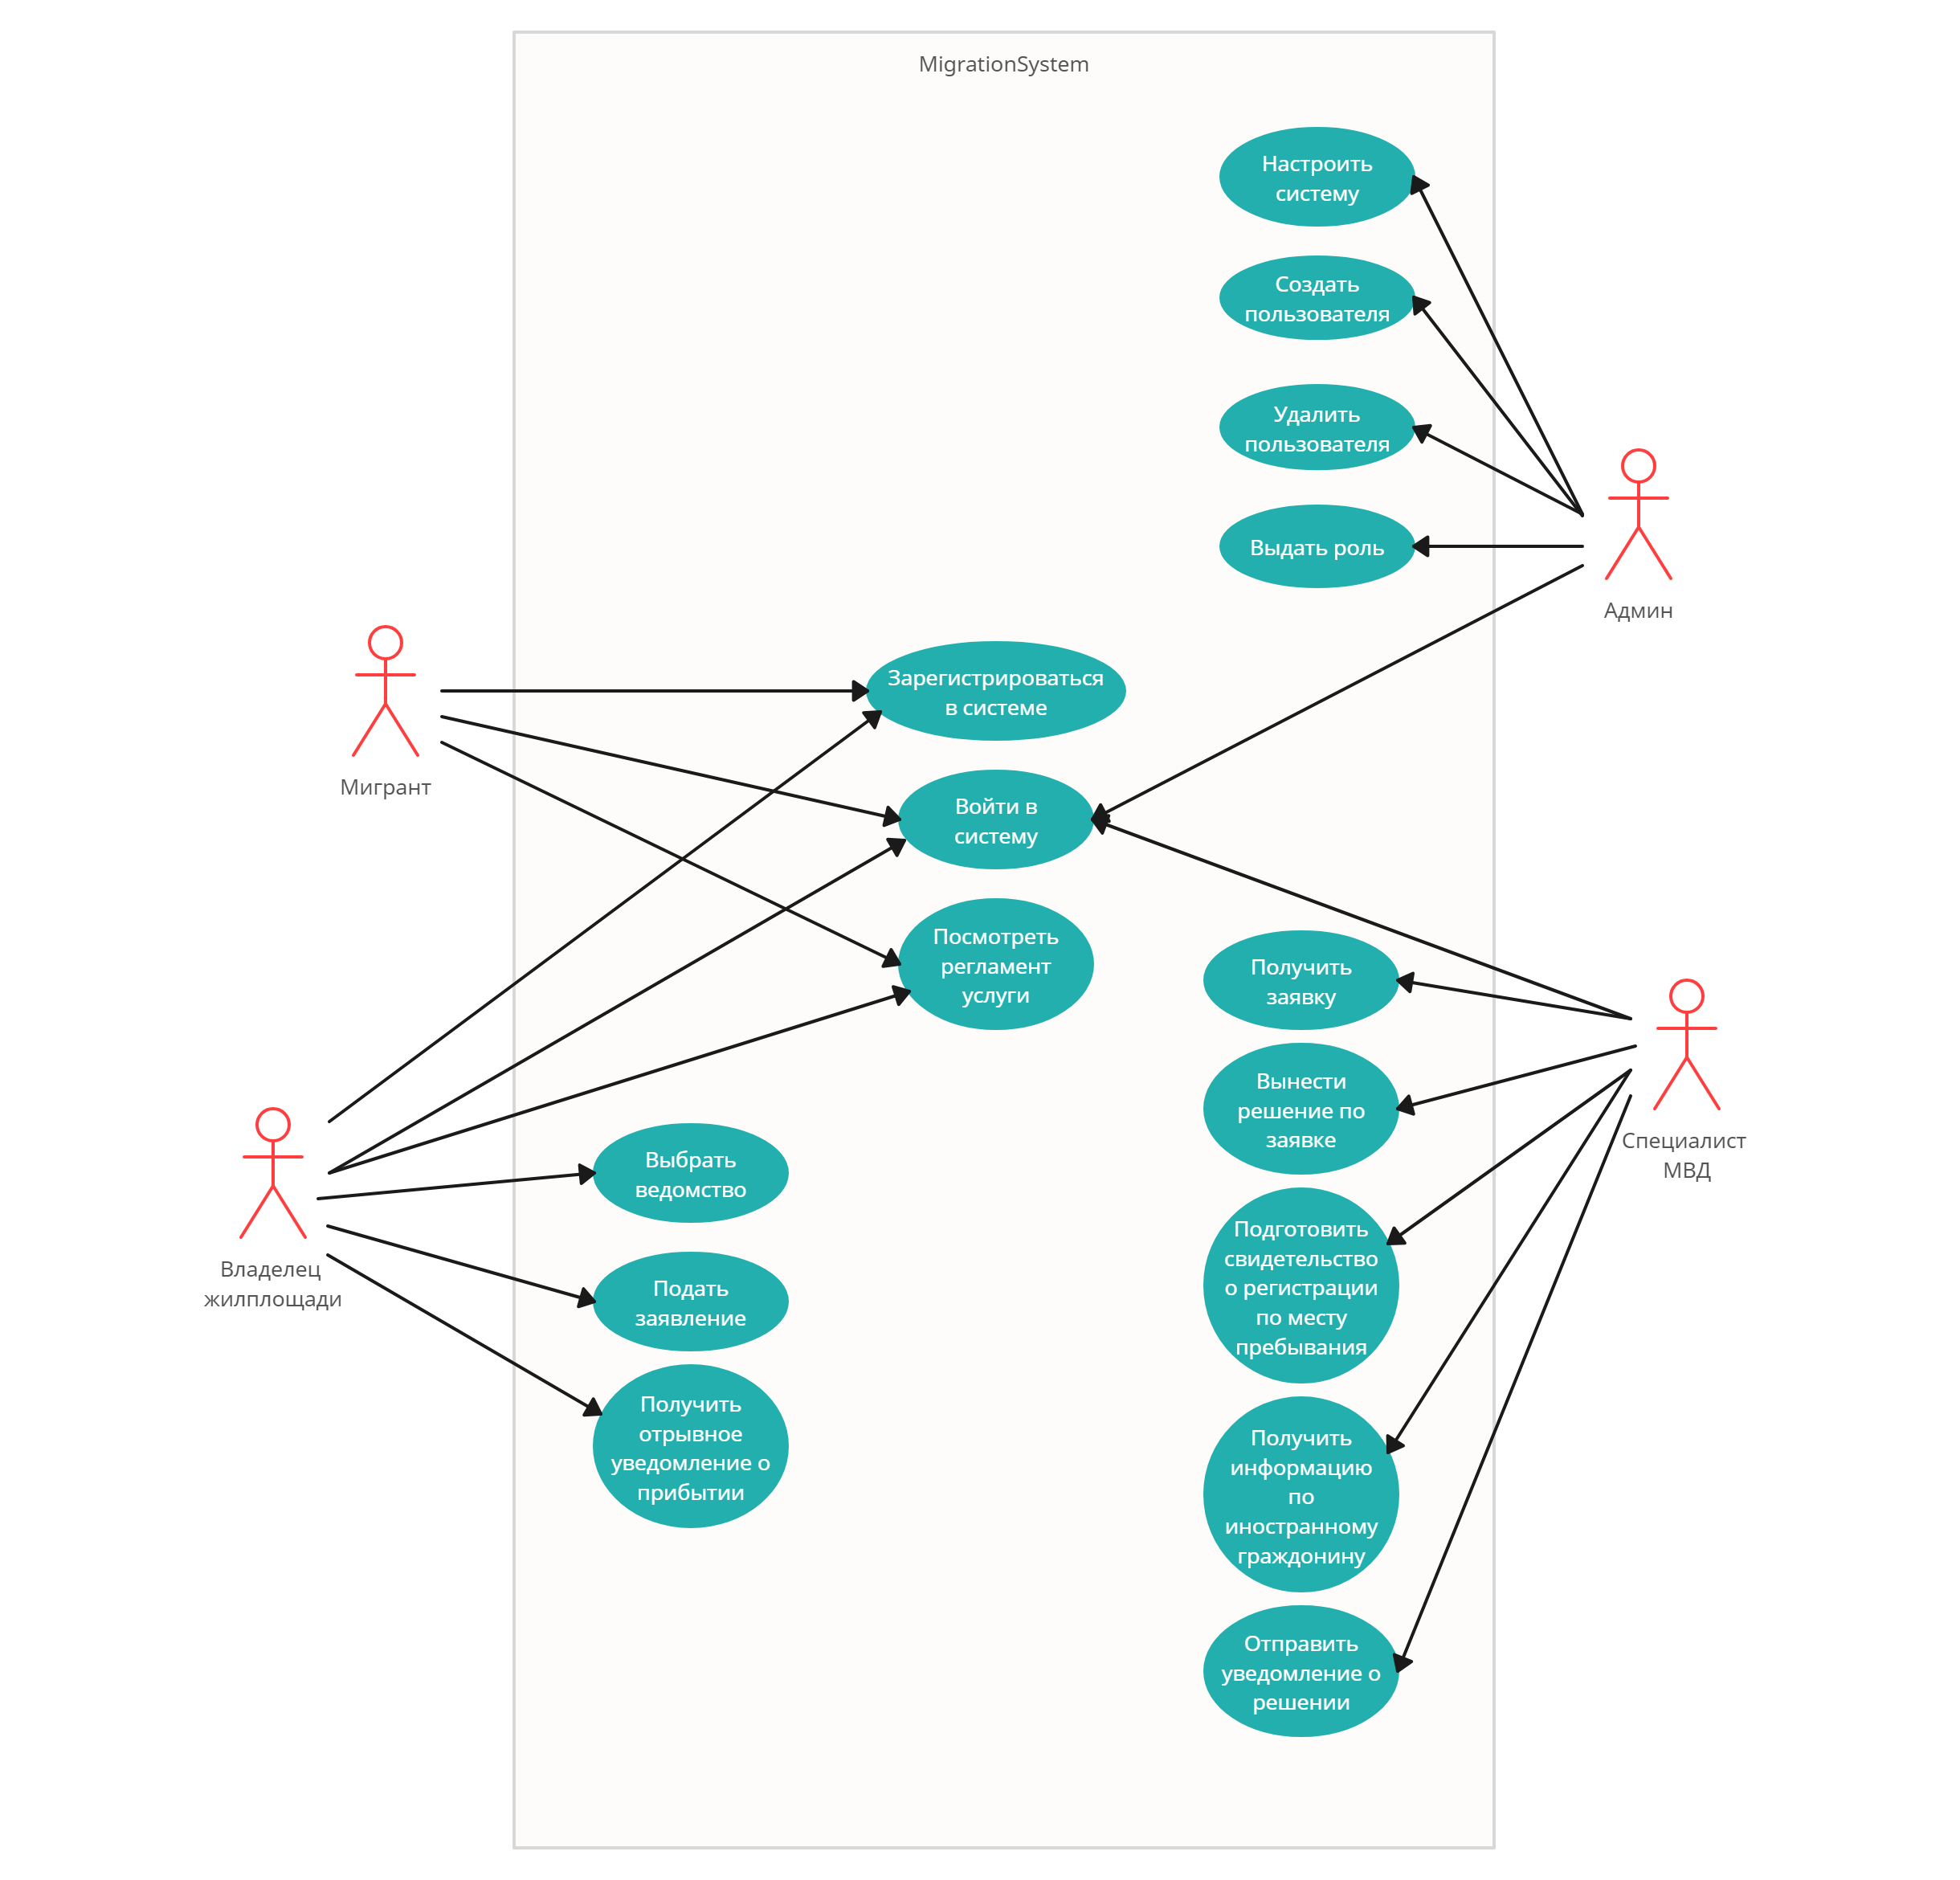 MigrationSystem
Настроить
систему
Создать
пользователя
Удалить
пользователя
Выдать роль
Админ
Зарегистрироваться
в системе
Мигрант
Войти в
систему
Посмотреть
регламент
услуги
Получить
заявку
Вынести
решение по
заявке
Специалист
МВД
Выбрать
ведомство
Владелец
жилплощади
Подать
заявление
Подготовить
свидетельство
о регистрации
по месту
пребывания
Получить
отрывное
уведомление о
прибытии
Получить
информацию
по
иностранному
граждонину
Отправить
уведомление о
решении